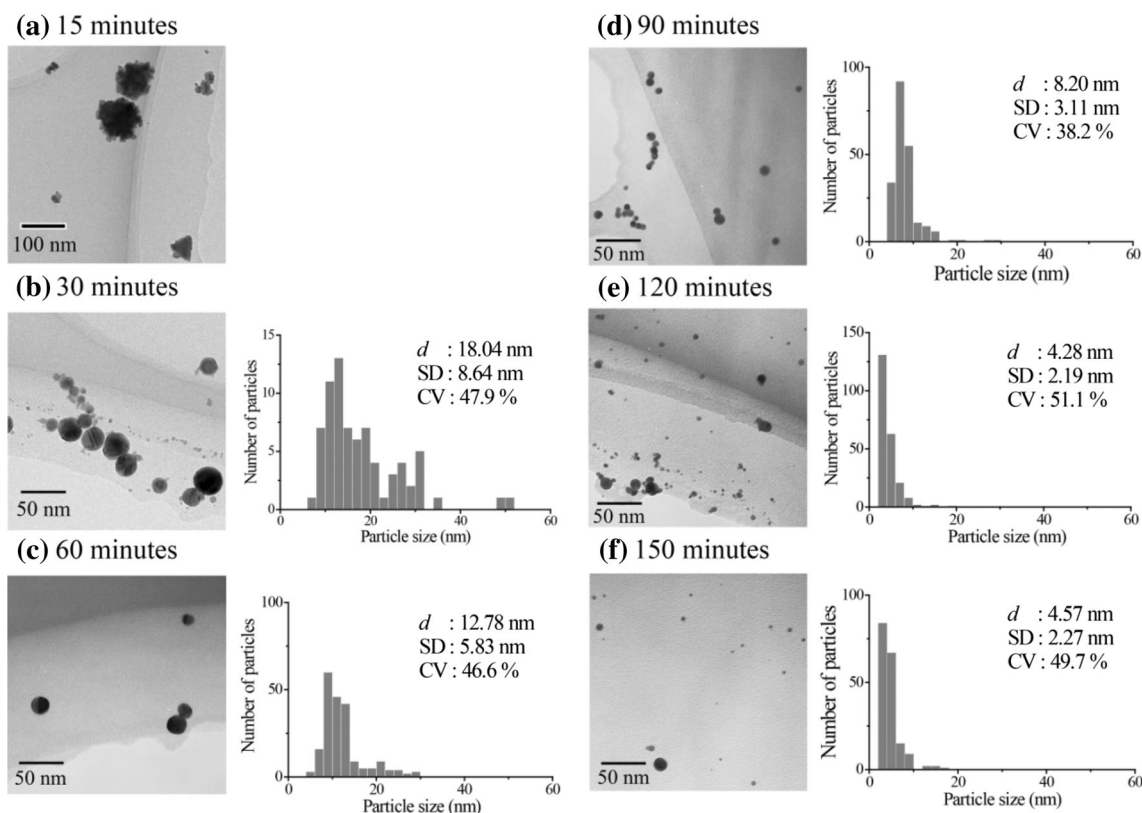 (a) 15 minutes
100 nm
(b) 30 minutes
50 nm
Number of particles
15
10
5
0
d : 18.04 nm
SD : 8.64 nm
CV : 47.9 %
0 20 40 60
Particle size (nm)
(c) 60 minutes
50 nm
Number of particles
100
50
0
d : 12.78 nm
SD : 5.83 nm
CV : 46.6 %
0 20 40 60
Particle size (nm)
(d) 90 minutes
50 nm
Number of particles
100
50
0
d : 8.20 nm
SD : 3.11 nm
CV : 38.2 %
0 20 40 60
Particle size (nm)
(e) 120 minutes
50 nm
Number of particles
150
100
50
0
d : 4.28 nm
SD : 2.19 nm
CV : 51.1 %
0 20 40 60
Particle size (nm)
(f) 150 minutes
50 nm
Number of particles
100
50
0
d : 4.57 nm
SD : 2.27 nm
CV : 49.7 %
0 20 40 60
Particle size (nm)